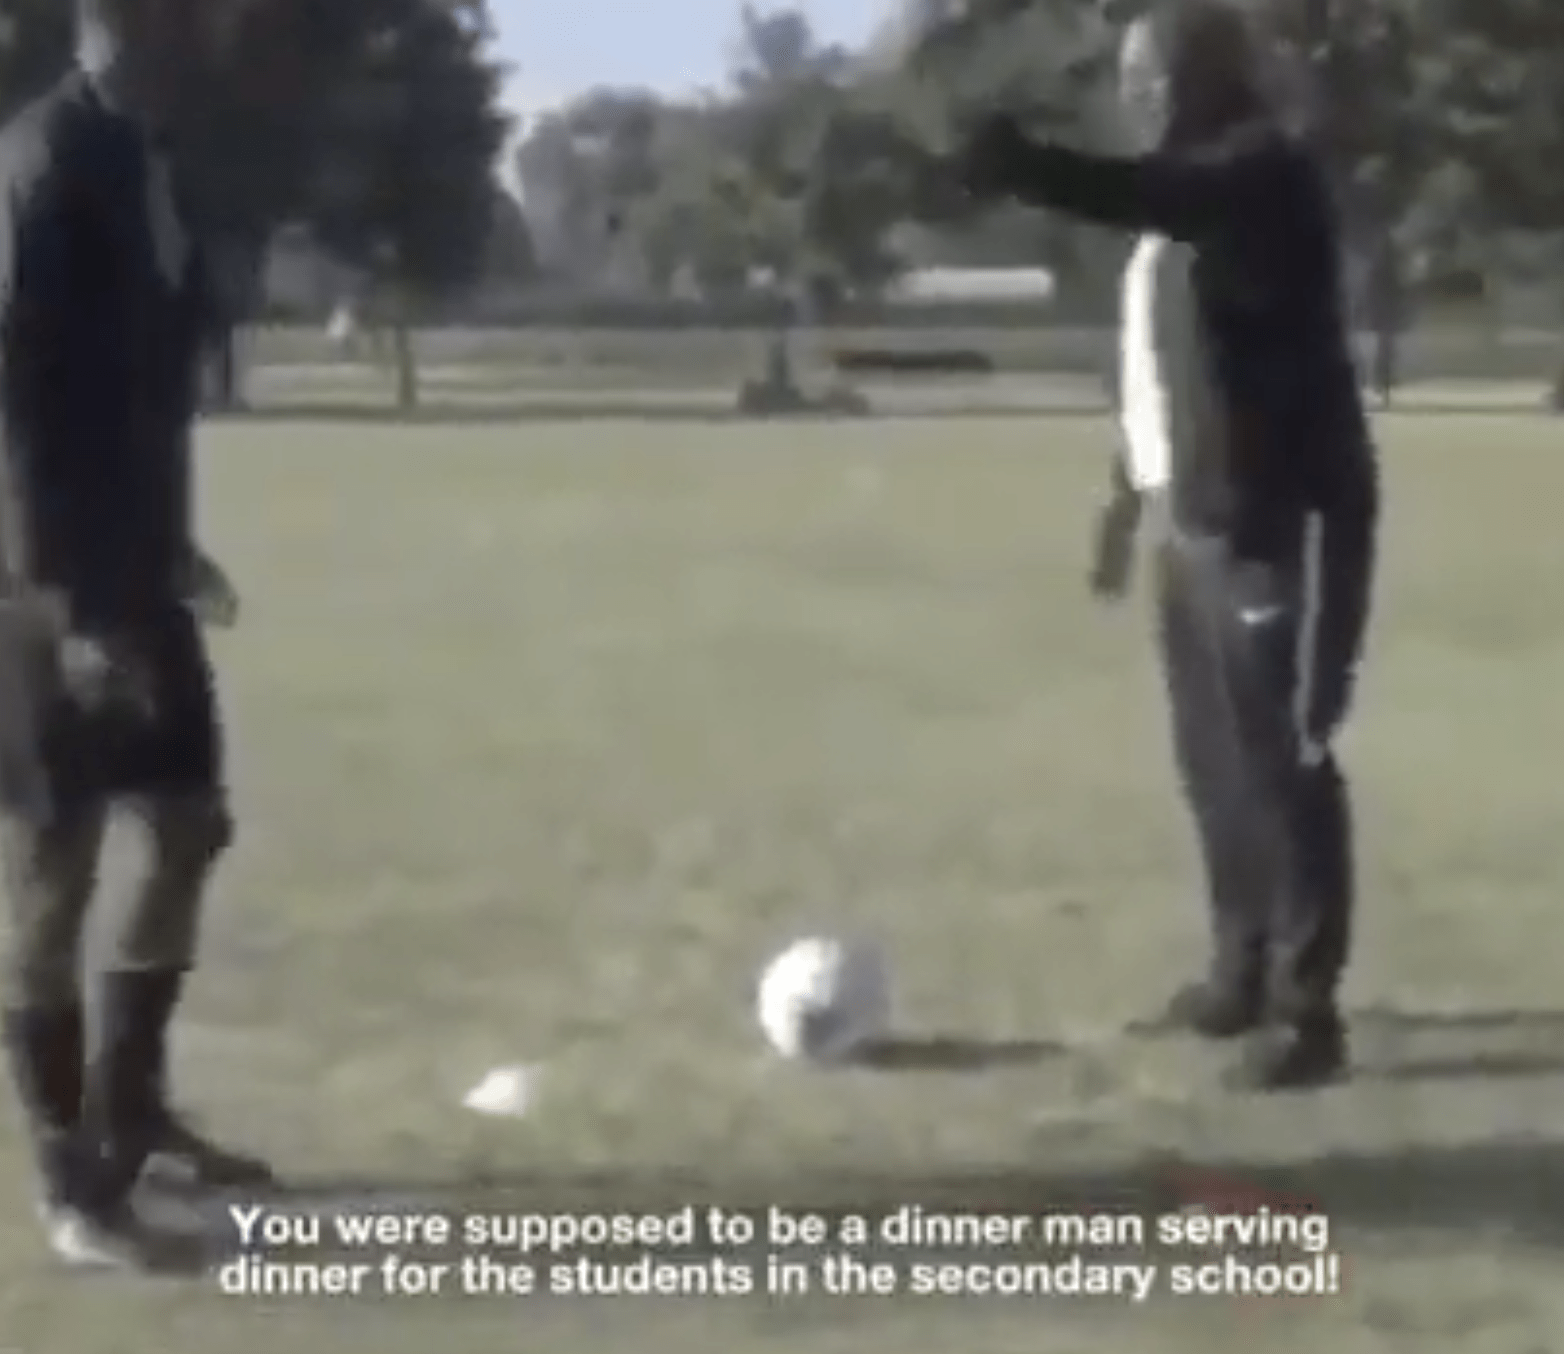 You were supposed to be a dinner man serving
dinner for the students in the secondary school!